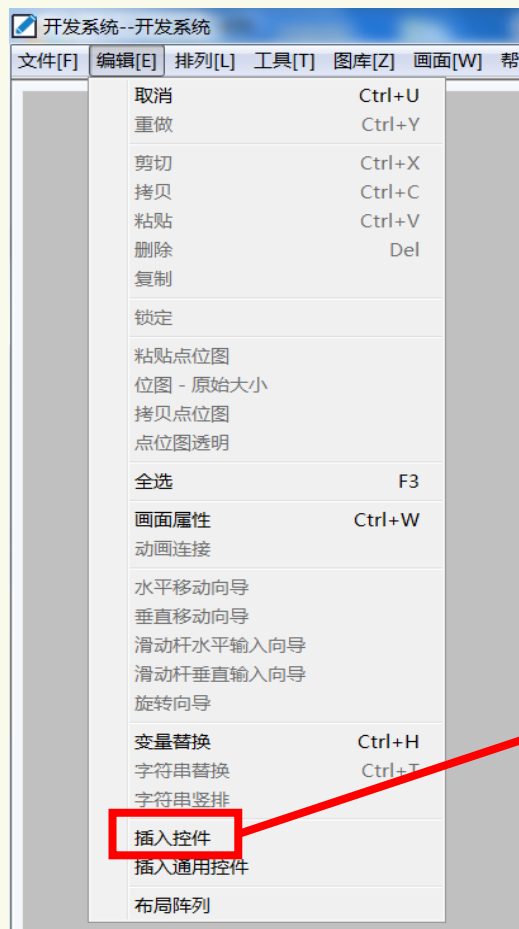 开发系统--开发系统
文件[F] 编辑[E] 排列[L] 工具[T] 图库[Z] 画面[W] 帮
取消 Ctrl+U
重做 Ctrl+Y
剪切 Ctrl+X
拷贝 Ctrl+C
粘贴 Ctrl+V
删除 Del
复制
锁定
粘贴点位图
位图 - 原始大小
拷贝点位图
点位图透明
全选 F3
画面属性 Ctrl+W
动画连接
水平移动向导
垂直移动向导
滑动杆水平输入向导
滑动杆垂直输入向导
旋转向导
变量替换 Ctrl+H
字符串替换 Ctrl+T
字符串竖排
插入控件
插入通用控件
布局阵列